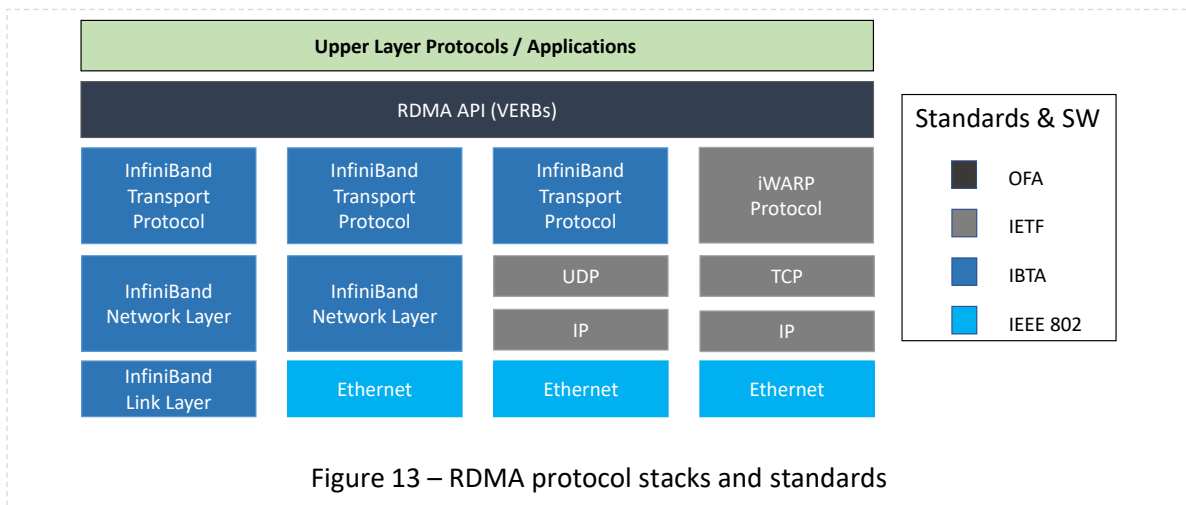 Upper Layer Protocols / Applications
RDMA API (VERBs)
InfiniBand
Transport
Protocol
InfiniBand
Transport
Protocol
InfiniBand
Transport
Protocol
iWARP
Protocol
InfiniBand
Network Layer
InfiniBand
Network Layer
UDP
TCP
IP
IP
InfiniBand
Link Layer
Ethernet
Ethernet
Ethernet
Standards & SW
OFA
IETF
IBTA
IEEE 802
Figure 13 – RDMA protocol stacks and standards